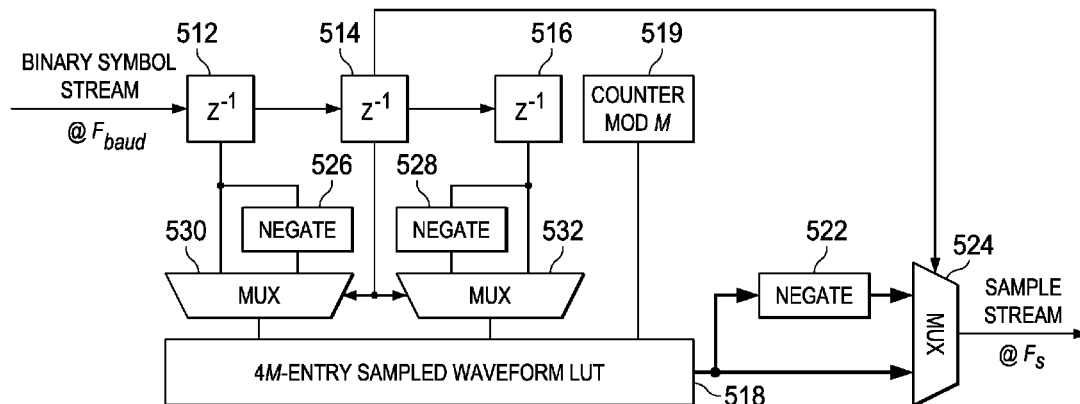 512
514
516
519
BINARY SYMBOL
STREAM
@ F_baud
Z⁻¹
Z⁻¹
Z⁻¹
COUNTER
MOD M
526
528
NEGATE
NEGATE
530
532
MUX
MUX
522
524
NEGATE
MUX
SAMPLE
STREAM
@ F_s
4M-ENTRY SAMPLED WAVEFORM LUT
518